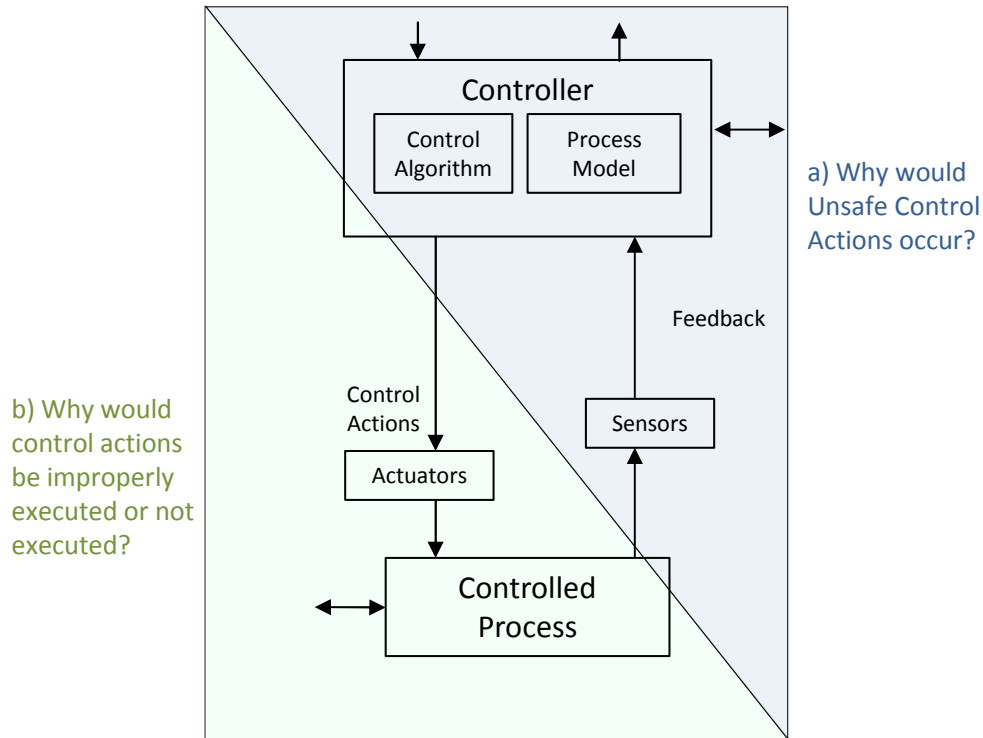 Controller
Control
Algorithm
Process
Model
a) Why would
Unsafe Control
Actions occur?
Feedback
b) Why would
control actions
be improperly
executed or not
executed?
Control
Actions
Sensors
Actuators
Controlled
Process